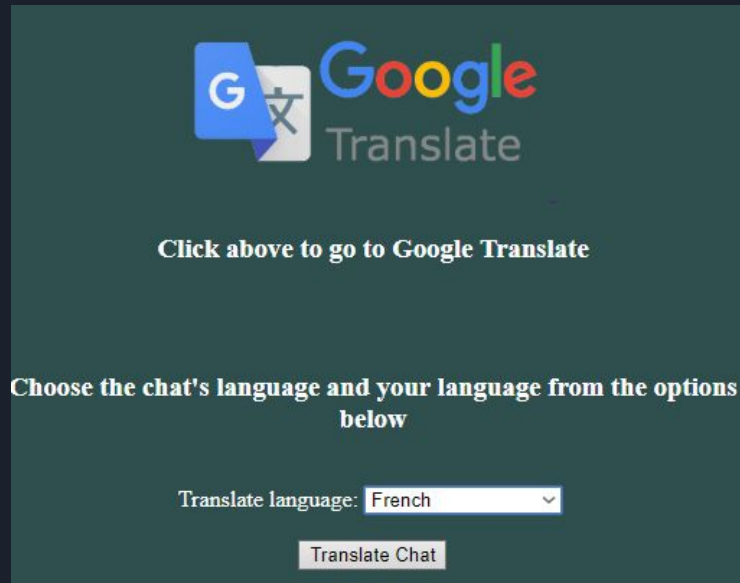 G 文
Google
Translate
Click above to go to Google Translate
Choose the chat's language and your language from the options
below
Translate language: French
Translate Chat